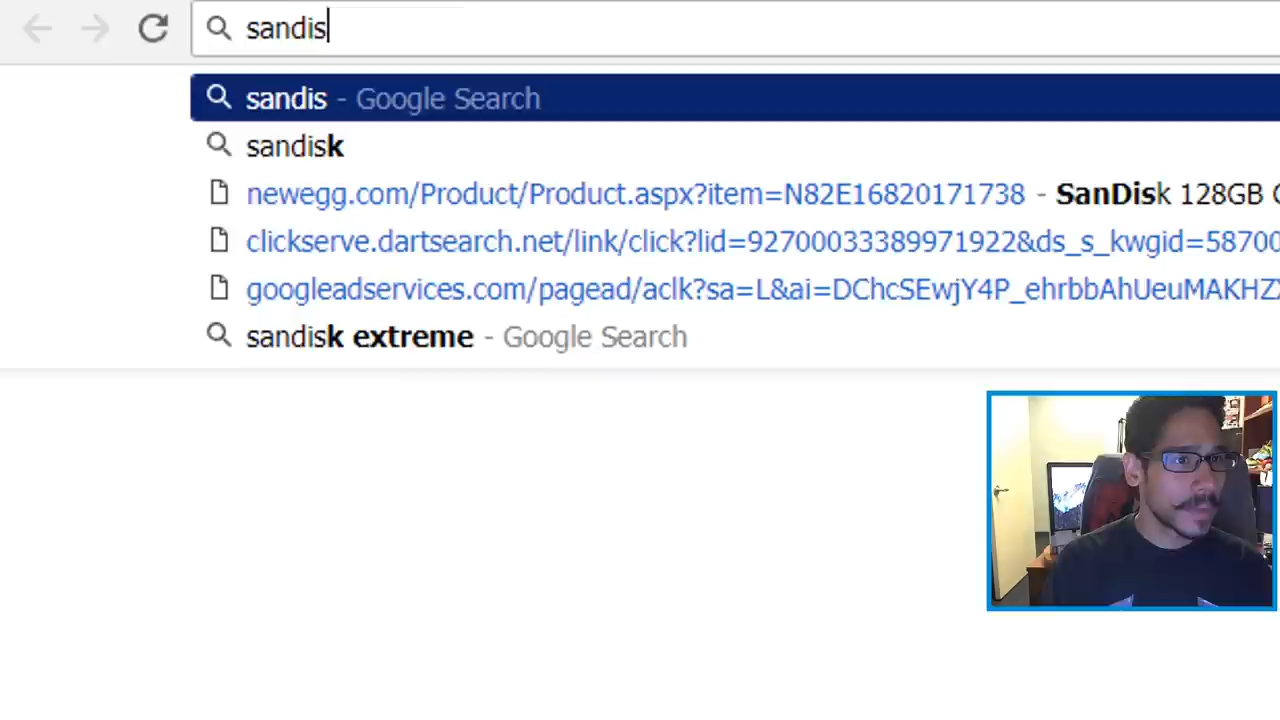 sandis
sandis - Google Search
sandisk
newegg.com/Product/Product.aspx?item=N82E16820171738 - SanDisk 128GB
clickserve.dartsearch.net/link/click?lid=92700033389971922&ds_s_kwgid=58700
googleadservices.com/pagead/aclk?sa=L&ai=DChcSEwjY4P_ehrbbAhUeuMAKHZ
sandisk extreme - Google Search